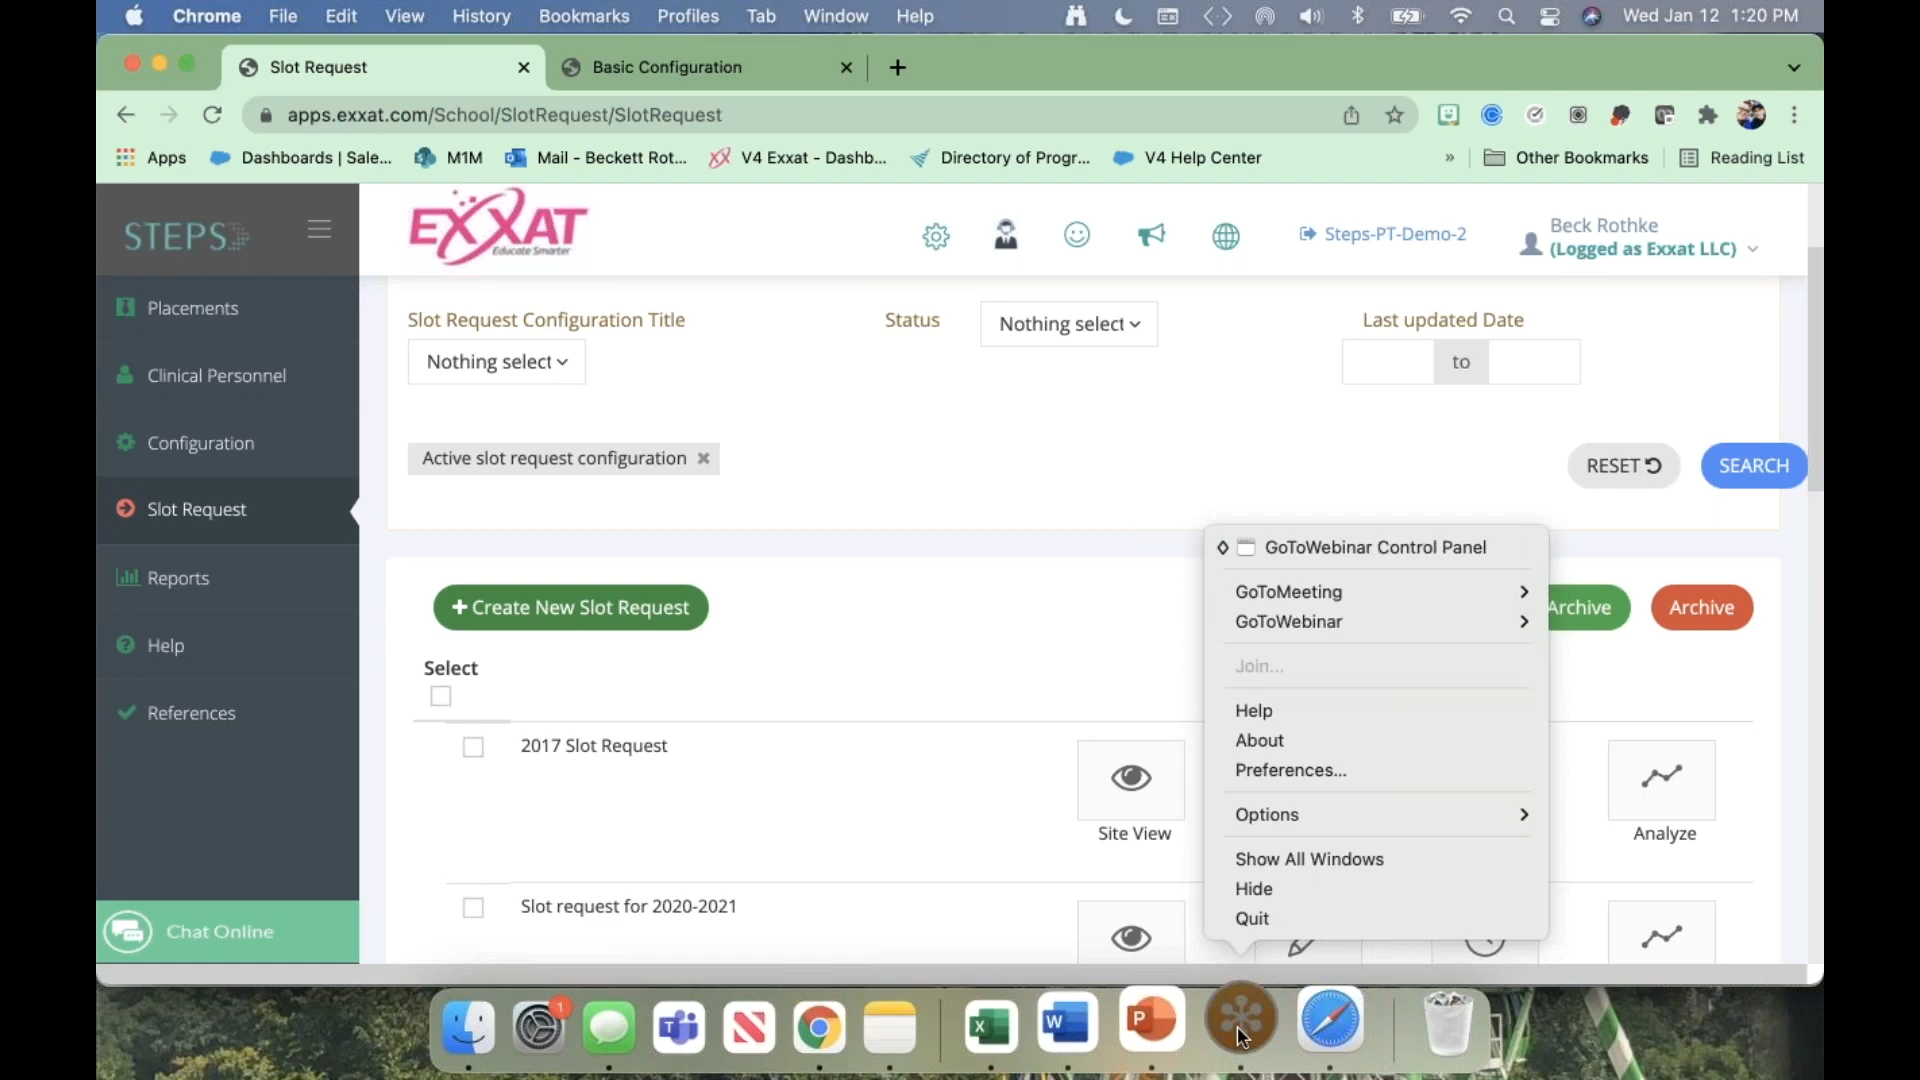 Chrome File Edit View History Bookmarks Profiles Tab Window Help Wed Jan 12 1:20 PM
Slot Request
Basic Configuration
apps.exxat.com/School/SlotRequest/SlotRequest
Apps Dashboards | Sale... M1M Mail - Beckett Rot... V4 Exxat - Dashb... Directory of Progr... V4 Help Center » Other Bookmarks Reading List
STEPS
EXXAT
Educate Smarter
Steps-PT-Demo-2
Beck Rothke
(Logged as Exxat LLC)
Placements
Clinical Personnel
Configuration
Slot Request
Reports
Help
References
Chat Online
Slot Request Configuration Title
Nothing select
Status
Nothing select
Last updated Date
to
Active slot request configuration
RESET
SEARCH
+ Create New Slot Request
Archive
Archive
Select
2017 Slot Request
Site View
Analyze
Slot request for 2020-2021
GoToWebinar Control Panel
GoToMeeting
GoToWebinar
Join...
Help
About
Preferences...
Options
Show All Windows
Hide
Quit
1
T
X
W
P